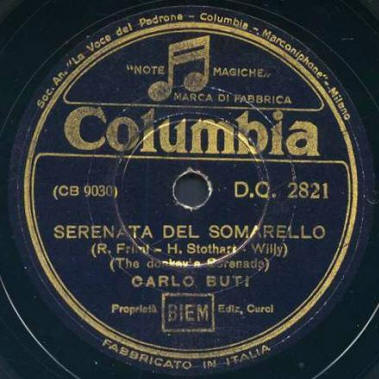 Soc. An. "La Voce del Padrone - Columbia - Marconiphone" - Milano
"NOTE MAGICHE"
MARCA DI FABBRICA
Columbia
(CB 9030) D.Q. 2821
SERENATA DEL SOMARELLO
(R. Friml - H. Stothart - Willy)
(The donkey's Serenade)
CARLO BUTI
Proprietà BIEM Ediz. Curci
FABBRICATO IN ITALIA